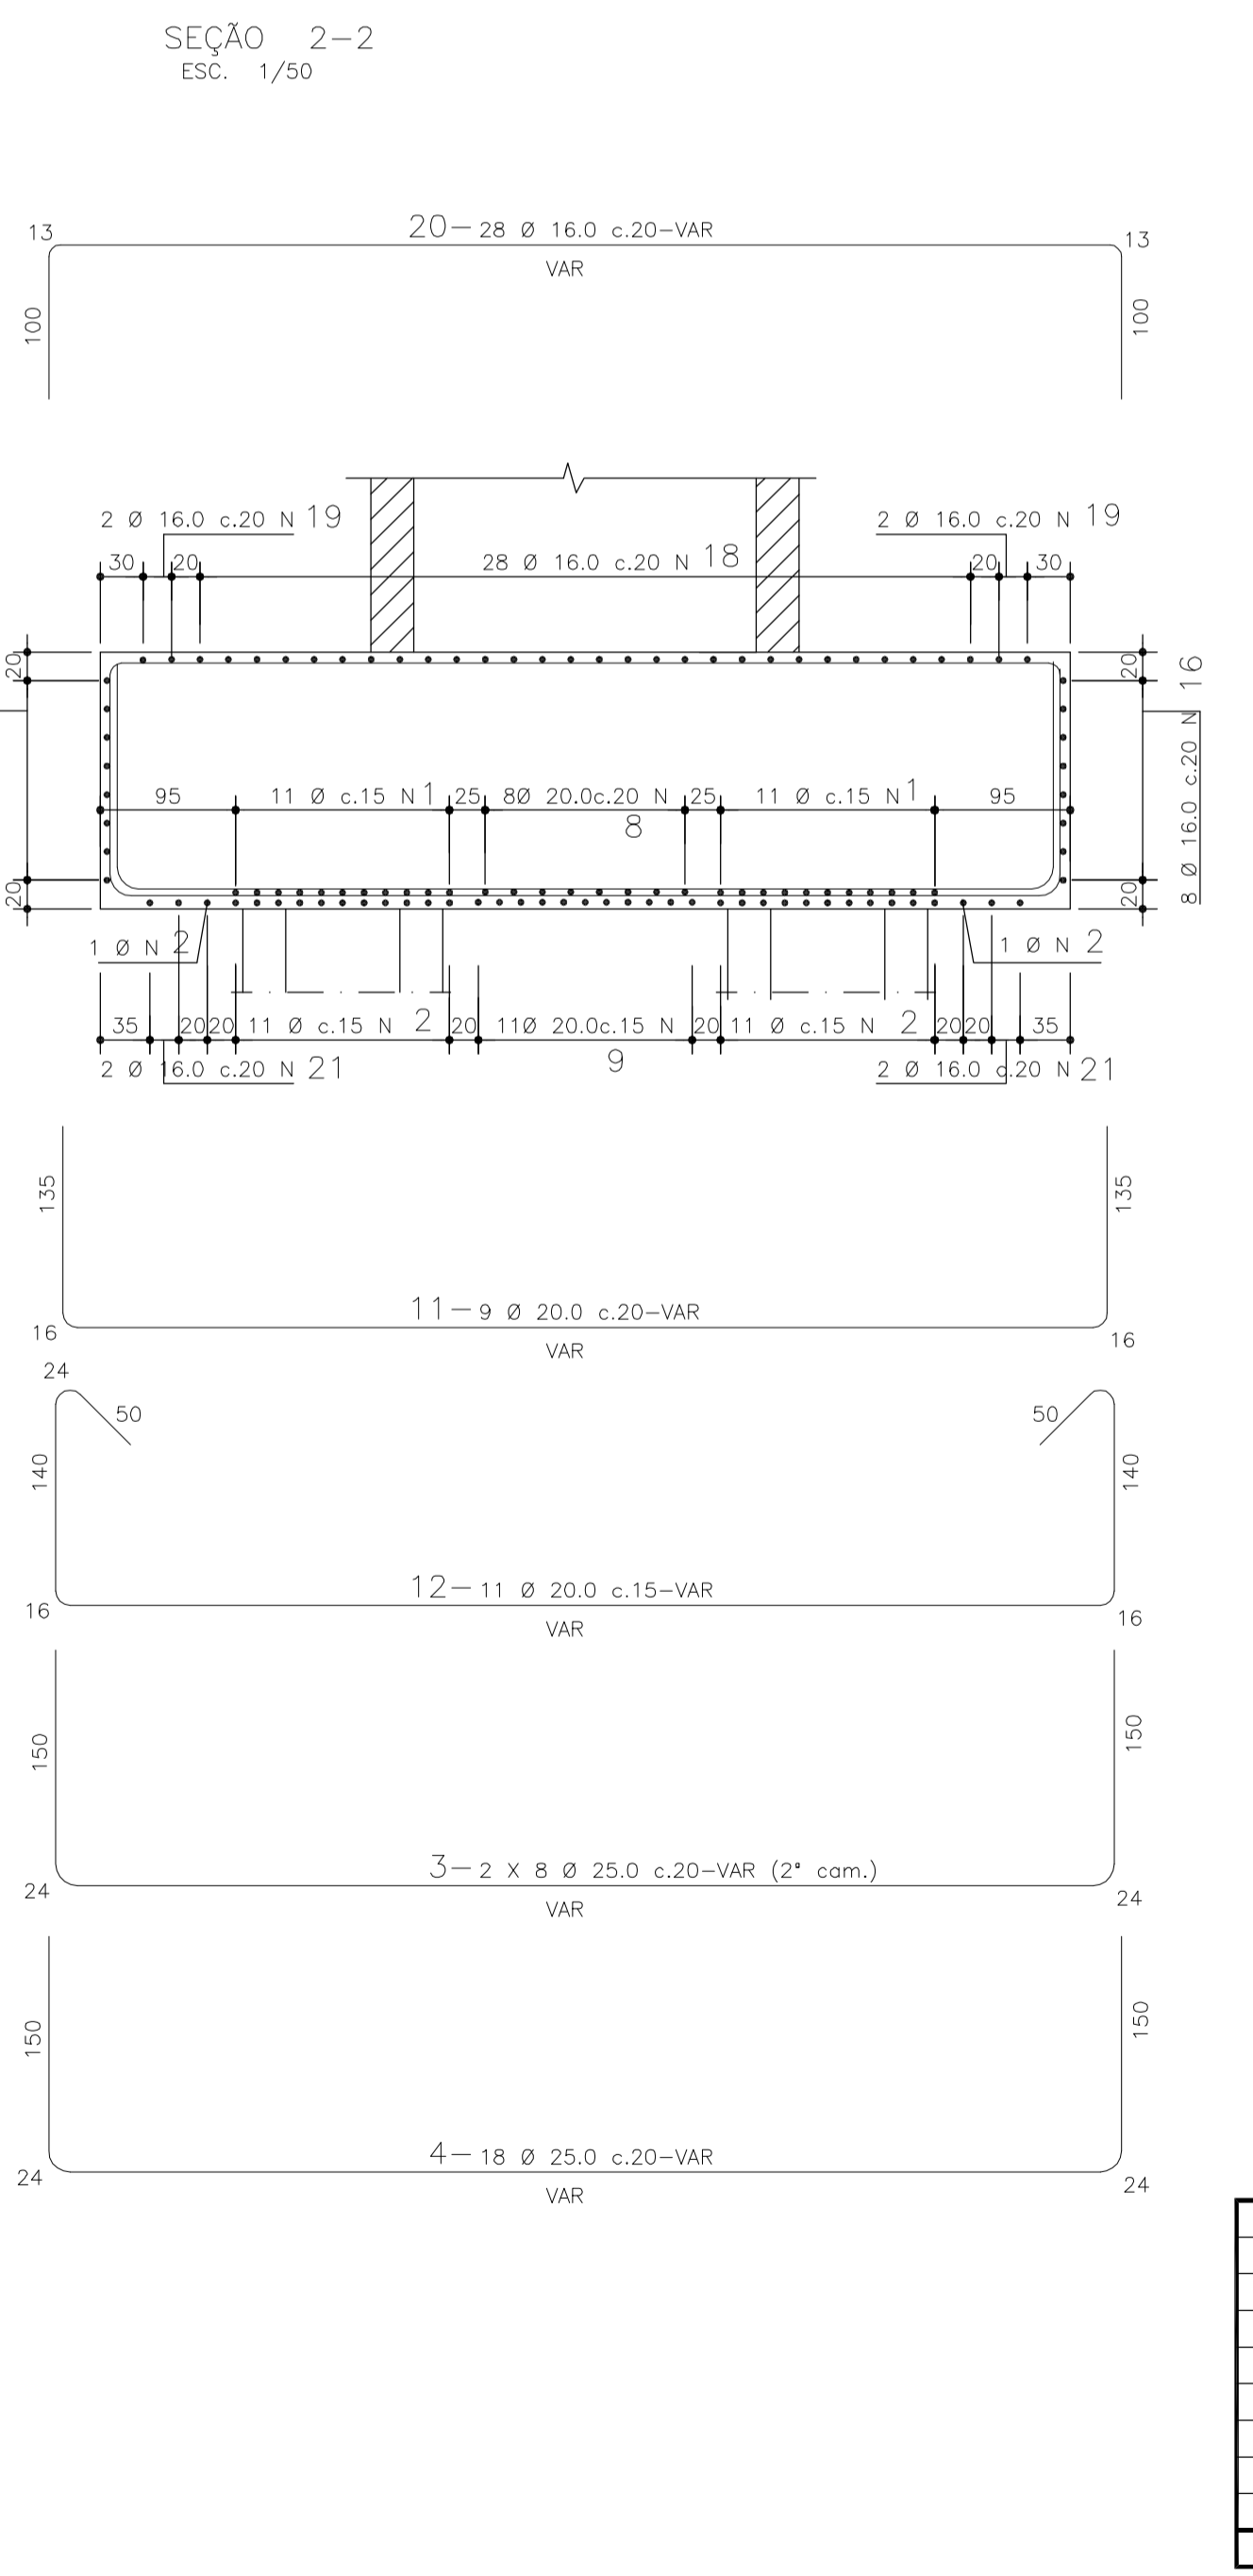 SEÇÃO 2-2
ESC. 1/50
13
20-28 Ø 16.0 c.20-VAR
13
VAR
100
100
2 Ø 16.0 c.20 N 19
2 Ø 16.0 c.20 N 19
30
20
28 Ø 16.0 c.20 N 18
20
30
20
20
8 Ø 16.0 c.20 N 16
95
11 Ø c.15 N 1
25
8Ø 20.0c.20 N 8
25
11 Ø c.15 N 1
95
20
20
1 Ø N 2
1 Ø N 2
35
20
20
11 Ø c.15 N 2
20
11Ø 20.0c.15 N 9
20
11 Ø c.15 N 2
20
20
35
2 Ø 16.0 c.20 N 21
2 Ø 16.0 c.20 N 21
135
135
11-9 Ø 20.0 c.20-VAR
16
16
VAR
24
50
50
140
140
12-11 Ø 20.0 c.15-VAR
16
16
VAR
150
150
3-2 X 8 Ø 25.0 c.20-VAR (2ª cam.)
24
24
VAR
150
150
4-18 Ø 25.0 c.20-VAR
24
24
VAR